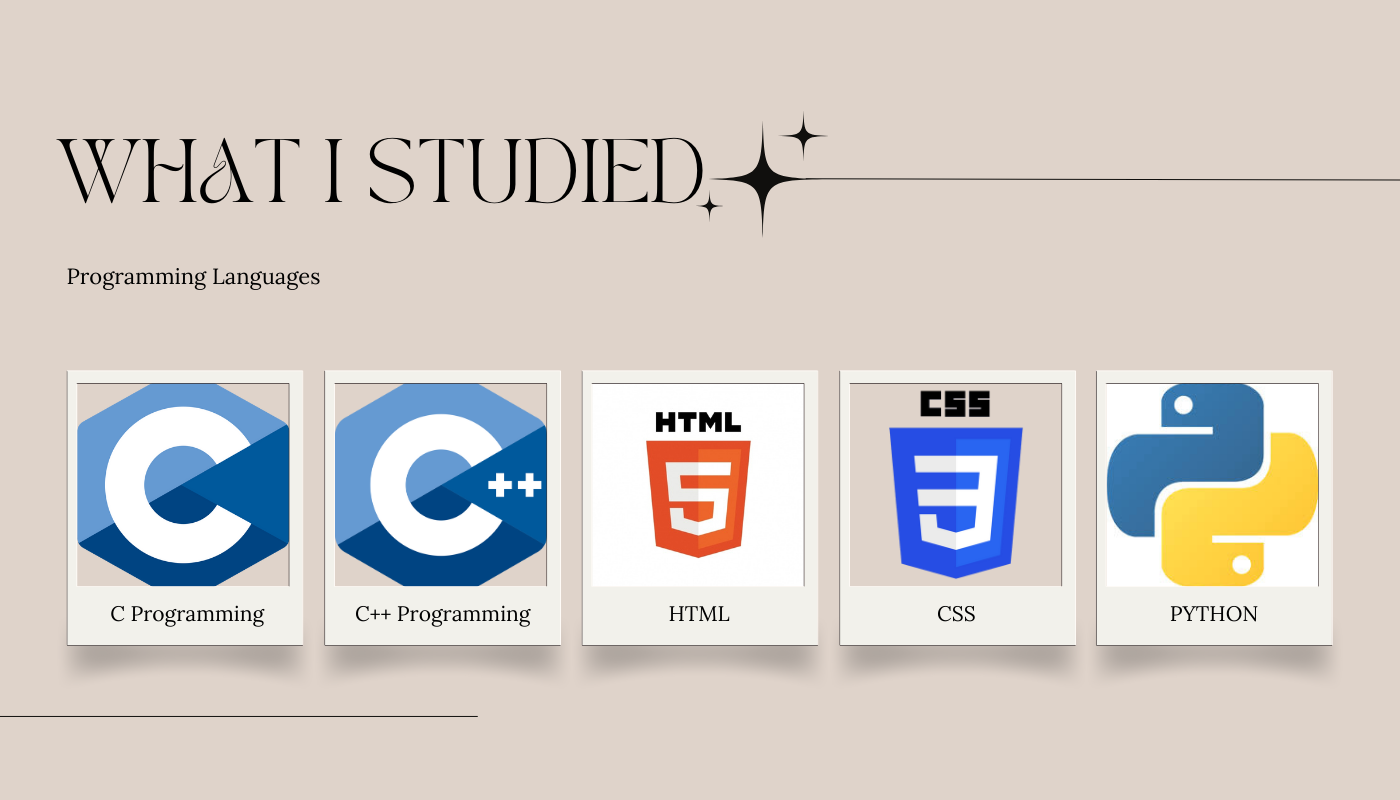 WHAT I STUDIED
Programming Languages
++
HTML
5
CSS
3
C Programming
C++ Programming
HTML
CSS
PYTHON